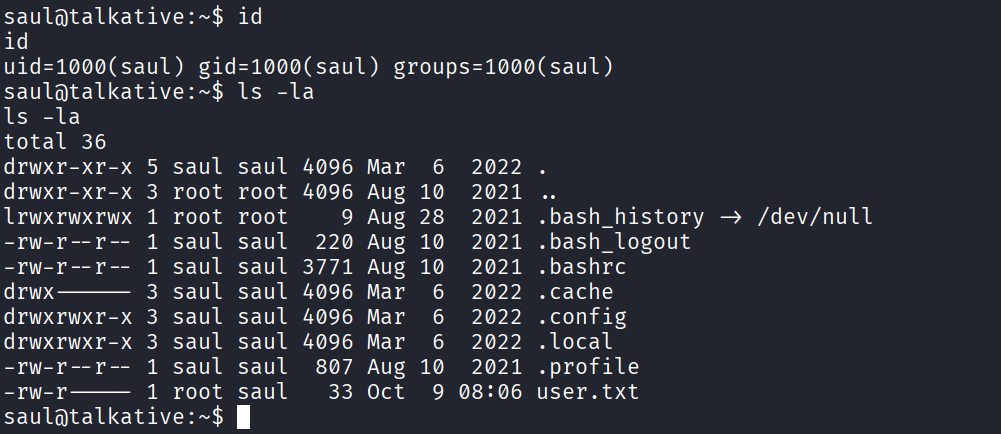 saul@talkative:~$ id
id
uid=1000(saul) gid=1000(saul) groups=1000(saul)
saul@talkative:~$ ls -la
ls -la
total 36
drwxr-xr-x 5 saul saul 4096 Mar  6  2022 .
drwxr-xr-x 3 root root 4096 Aug 10  2021 ..
lrwxrwxrwx 1 root root    9 Aug 28  2021 .bash_history -> /dev/null
-rw-r--r-- 1 saul saul  220 Aug 10  2021 .bash_logout
-rw-r--r-- 1 saul saul 3771 Aug 10  2021 .bashrc
drwx------ 3 saul saul 4096 Mar  6  2022 .cache
drwxrwxr-x 3 saul saul 4096 Mar  6  2022 .config
drwxrwxr-x 3 saul saul 4096 Mar  6  2022 .local
-rw-r--r-- 1 saul saul  807 Aug 10  2021 .profile
-rw-r----- 1 root saul   33 Oct  9 08:06 user.txt
saul@talkative:~$